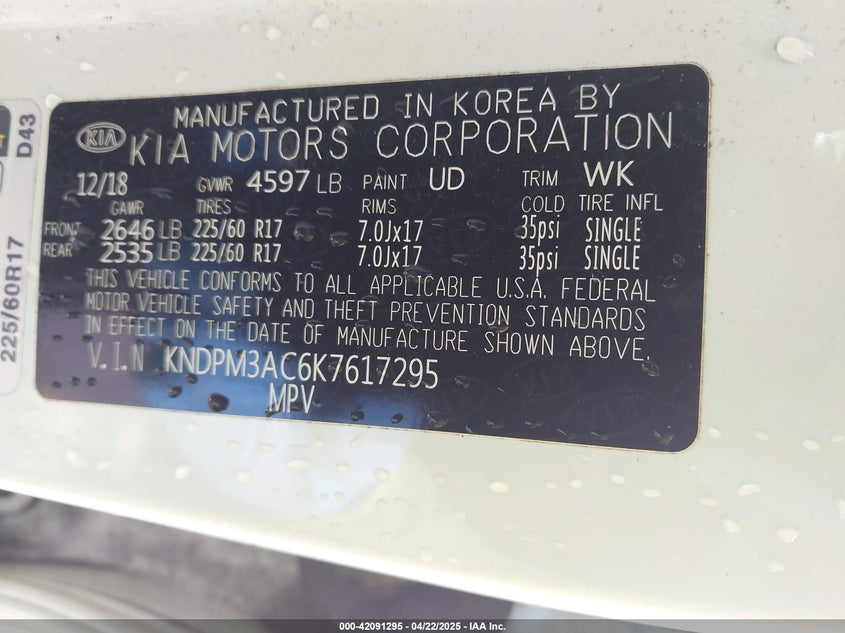 MANUFACTURED IN KOREA BY
KIA KIA MOTORS CORPORATION
12/18 GVWR 4597 LB PAINT UD TRIM WK
GAWR TIRES RIMS COLD TIRE INFL
FRONT 2646 LB 225/60 R17 7.0Jx17 35psi SINGLE
REAR 2535 LB 225/60 R17 7.0Jx17 35psi SINGLE
THIS VEHICLE CONFORMS TO ALL APPLICABLE U.S.A. FEDERAL
MOTOR VEHICLE SAFETY AND THEFT PREVENTION STANDARDS
IN EFFECT ON THE DATE OF MANUFACTURE SHOWN ABOVE.
V.I.N KNDPM3AC6K7617295
MPV
D43
225/60R17
000-42091295 - 04/22/2025 - IAA Inc.